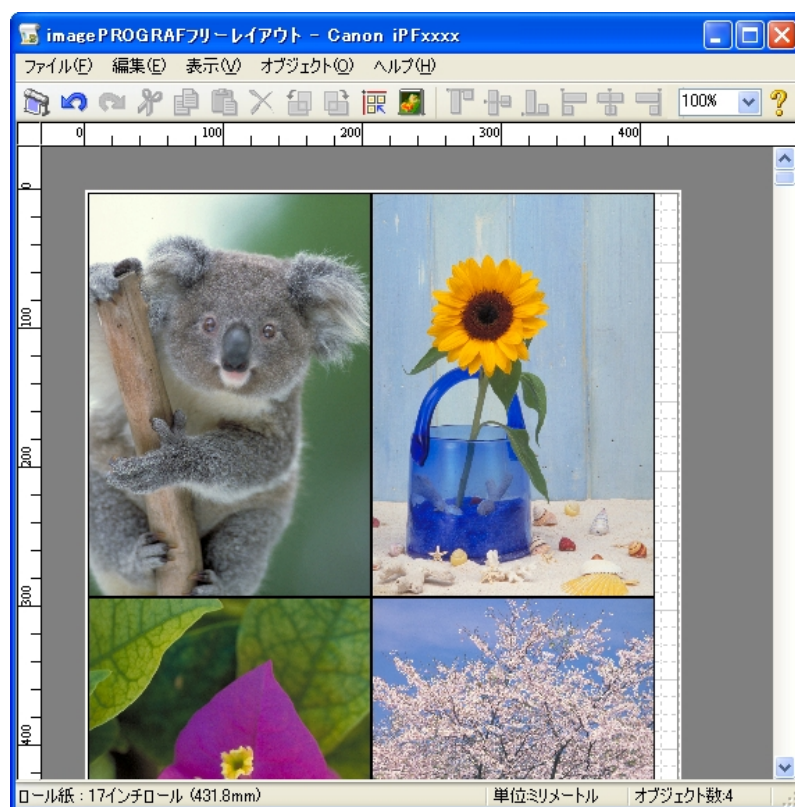 imagePROGRAFフリーレイアウト - Canon iPFxxxx
ファイル(F) 編集(E) 表示(V) オブジェクト(O) ヘルプ(H)
100%
0 100 200 300 400
0
100
200
300
400
ロール紙:17インチロール (431.8mm) 単位:ミリメートル オブジェクト数:4